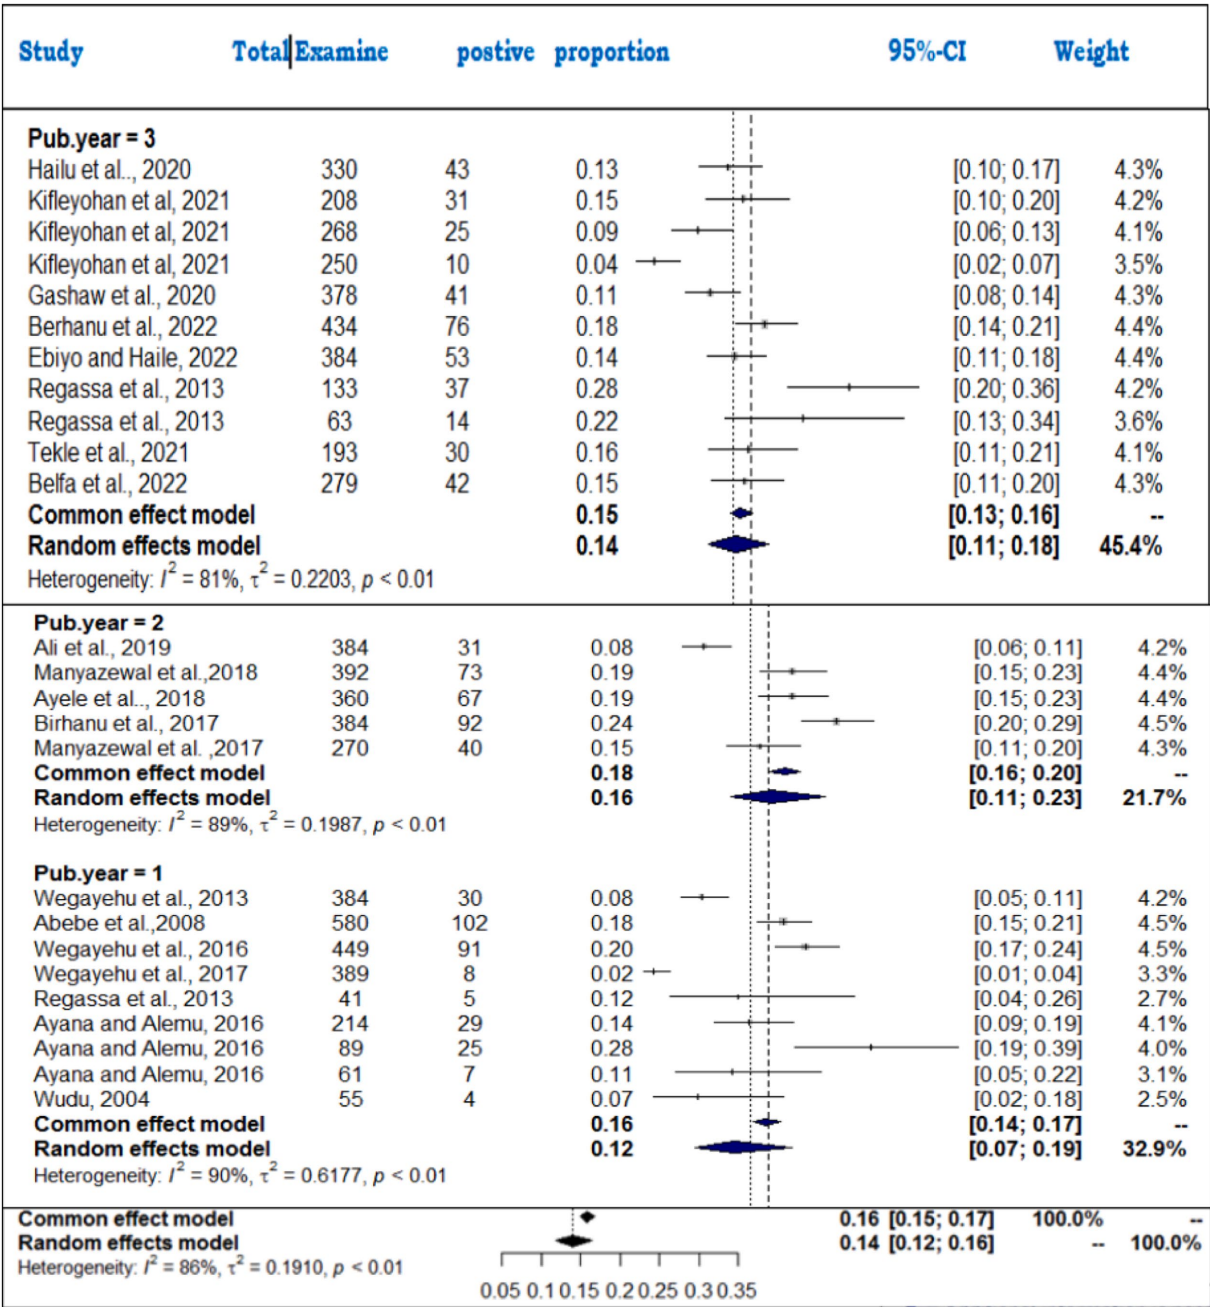 Study Total Examine postive proportion 95%-CI Weight
Pub.year = 3
Hailu et al.., 2020 330 43 0.13 [0.10; 0.17] 4.3%
Kifleyohan et al, 2021 208 31 0.15 [0.10; 0.20] 4.2%
Kifleyohan et al, 2021 268 25 0.09 [0.06; 0.13] 4.1%
Kifleyohan et al, 2021 250 10 0.04 [0.02; 0.07] 3.5%
Gashaw et al., 2020 378 41 0.11 [0.08; 0.14] 4.3%
Berhanu et al., 2022 434 76 0.18 [0.14; 0.21] 4.4%
Ebiyo and Haile, 2022 384 53 0.14 [0.11; 0.18] 4.4%
Regassa et al., 2013 133 37 0.28 [0.20; 0.36] 4.2%
Regassa et al., 2013 63 14 0.22 [0.13; 0.34] 3.6%
Tekle et al., 2021 193 30 0.16 [0.11; 0.21] 4.1%
Belfa et al., 2022 279 42 0.15 [0.11; 0.20] 4.3%
Common effect model 0.15 [0.13; 0.16] --
Random effects model 0.14 [0.11; 0.18] 45.4%
Heterogeneity: I² = 81%, τ² = 0.2203, p < 0.01
Pub.year = 2
Ali et al., 2019 384 31 0.08 [0.06; 0.11] 4.2%
Manyazewal et al.,2018 392 73 0.19 [0.15; 0.23] 4.4%
Ayele et al.., 2018 360 67 0.19 [0.15; 0.23] 4.4%
Birhanu et al., 2017 384 92 0.24 [0.20; 0.29] 4.5%
Manyazewal et al. ,2017 270 40 0.15 [0.11; 0.20] 4.3%
Common effect model 0.18 [0.16; 0.20] --
Random effects model 0.16 [0.11; 0.23] 21.7%
Heterogeneity: I² = 89%, τ² = 0.1987, p < 0.01
Pub.year = 1
Wegayehu et al., 2013 384 30 0.08 [0.05; 0.11] 4.2%
Abebe et al.,2008 580 102 0.18 [0.15; 0.21] 4.5%
Wegayehu et al., 2016 449 91 0.20 [0.17; 0.24] 4.5%
Wegayehu et al., 2017 389 8 0.02 [0.01; 0.04] 3.3%
Regassa et al., 2013 41 5 0.12 [0.04; 0.26] 2.7%
Ayana and Alemu, 2016 214 29 0.14 [0.09; 0.19] 4.1%
Ayana and Alemu, 2016 89 25 0.28 [0.19; 0.39] 4.0%
Ayana and Alemu, 2016 61 7 0.11 [0.05; 0.22] 3.1%
Wudu, 2004 55 4 0.07 [0.02; 0.18] 2.5%
Common effect model 0.16 [0.14; 0.17] --
Random effects model 0.12 [0.07; 0.19] 32.9%
Heterogeneity: I² = 90%, τ² = 0.6177, p < 0.01
Common effect model 0.16 [0.15; 0.17] 100.0% --
Random effects model 0.14 [0.12; 0.16] -- 100.0%
Heterogeneity: I² = 86%, τ² = 0.1910, p < 0.01
0.05 0.1 0.15 0.2 0.25 0.3 0.35